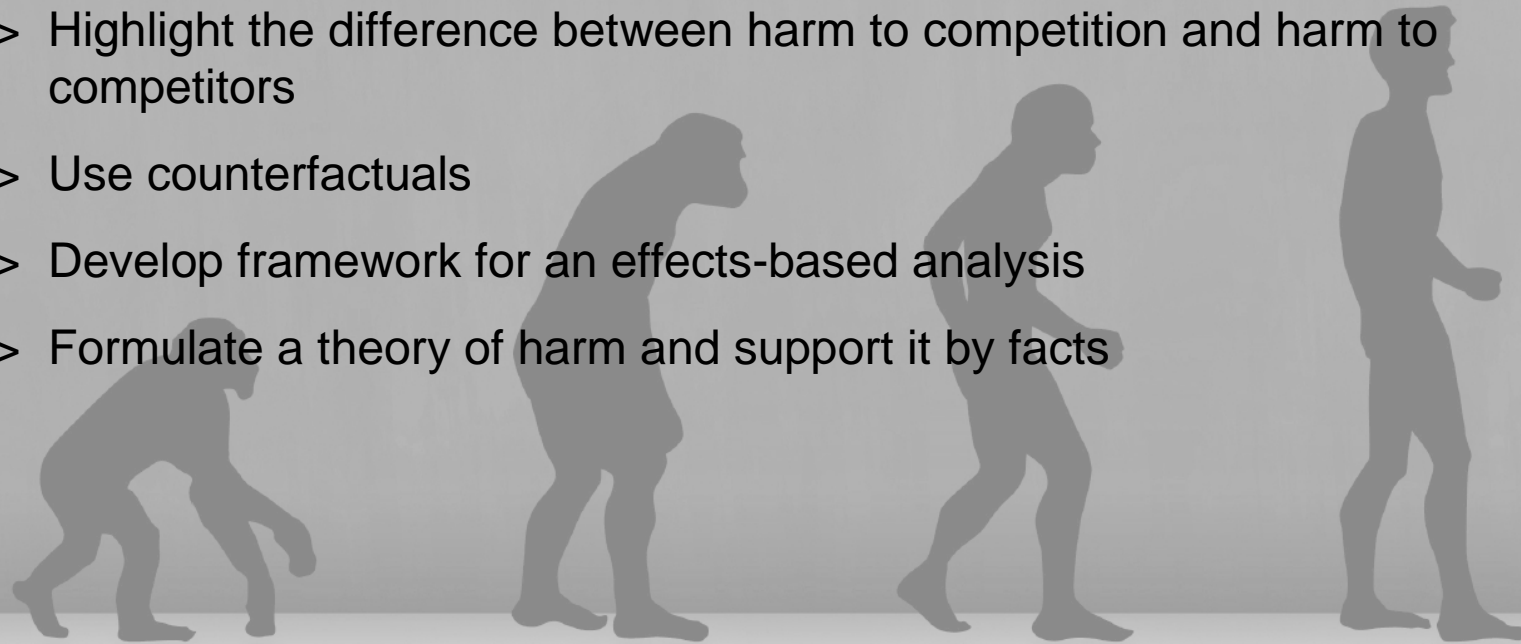 > Highlight the difference between harm to competition and harm to
competitors
> Use counterfactuals
> Develop framework for an effects-based analysis
> Formulate a theory of harm and support it by facts